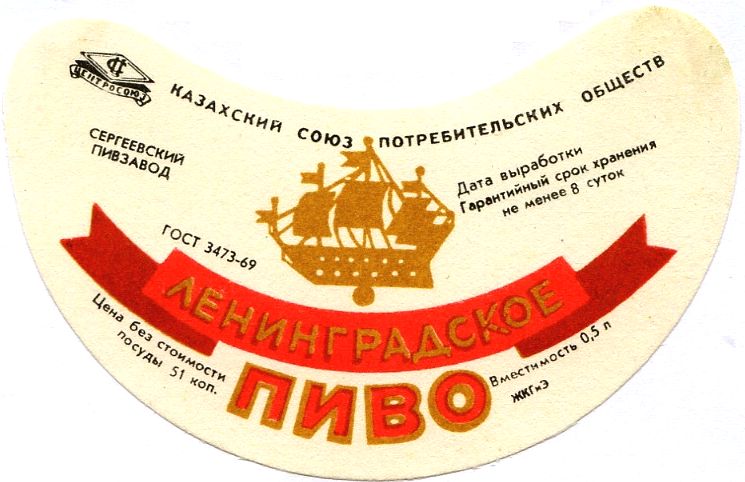 ЦЕНТРОСОЮЗ
КАЗАХСКИЙ СОЮЗ ПОТРЕБИТЕЛЬСКИХ ОБЩЕСТВ
СЕРГЕЕВСКИЙ
ПИВЗАВОД
Дата выработки
Гарантийный срок хранения
не менее 8 суток
ГОСТ 3473-69
ЛЕНИНГРАДСКОЕ
ПИВО
Цена без стоимости
посуды 51 коп.
Вместимость 0,5 л
ЖКГиЭ